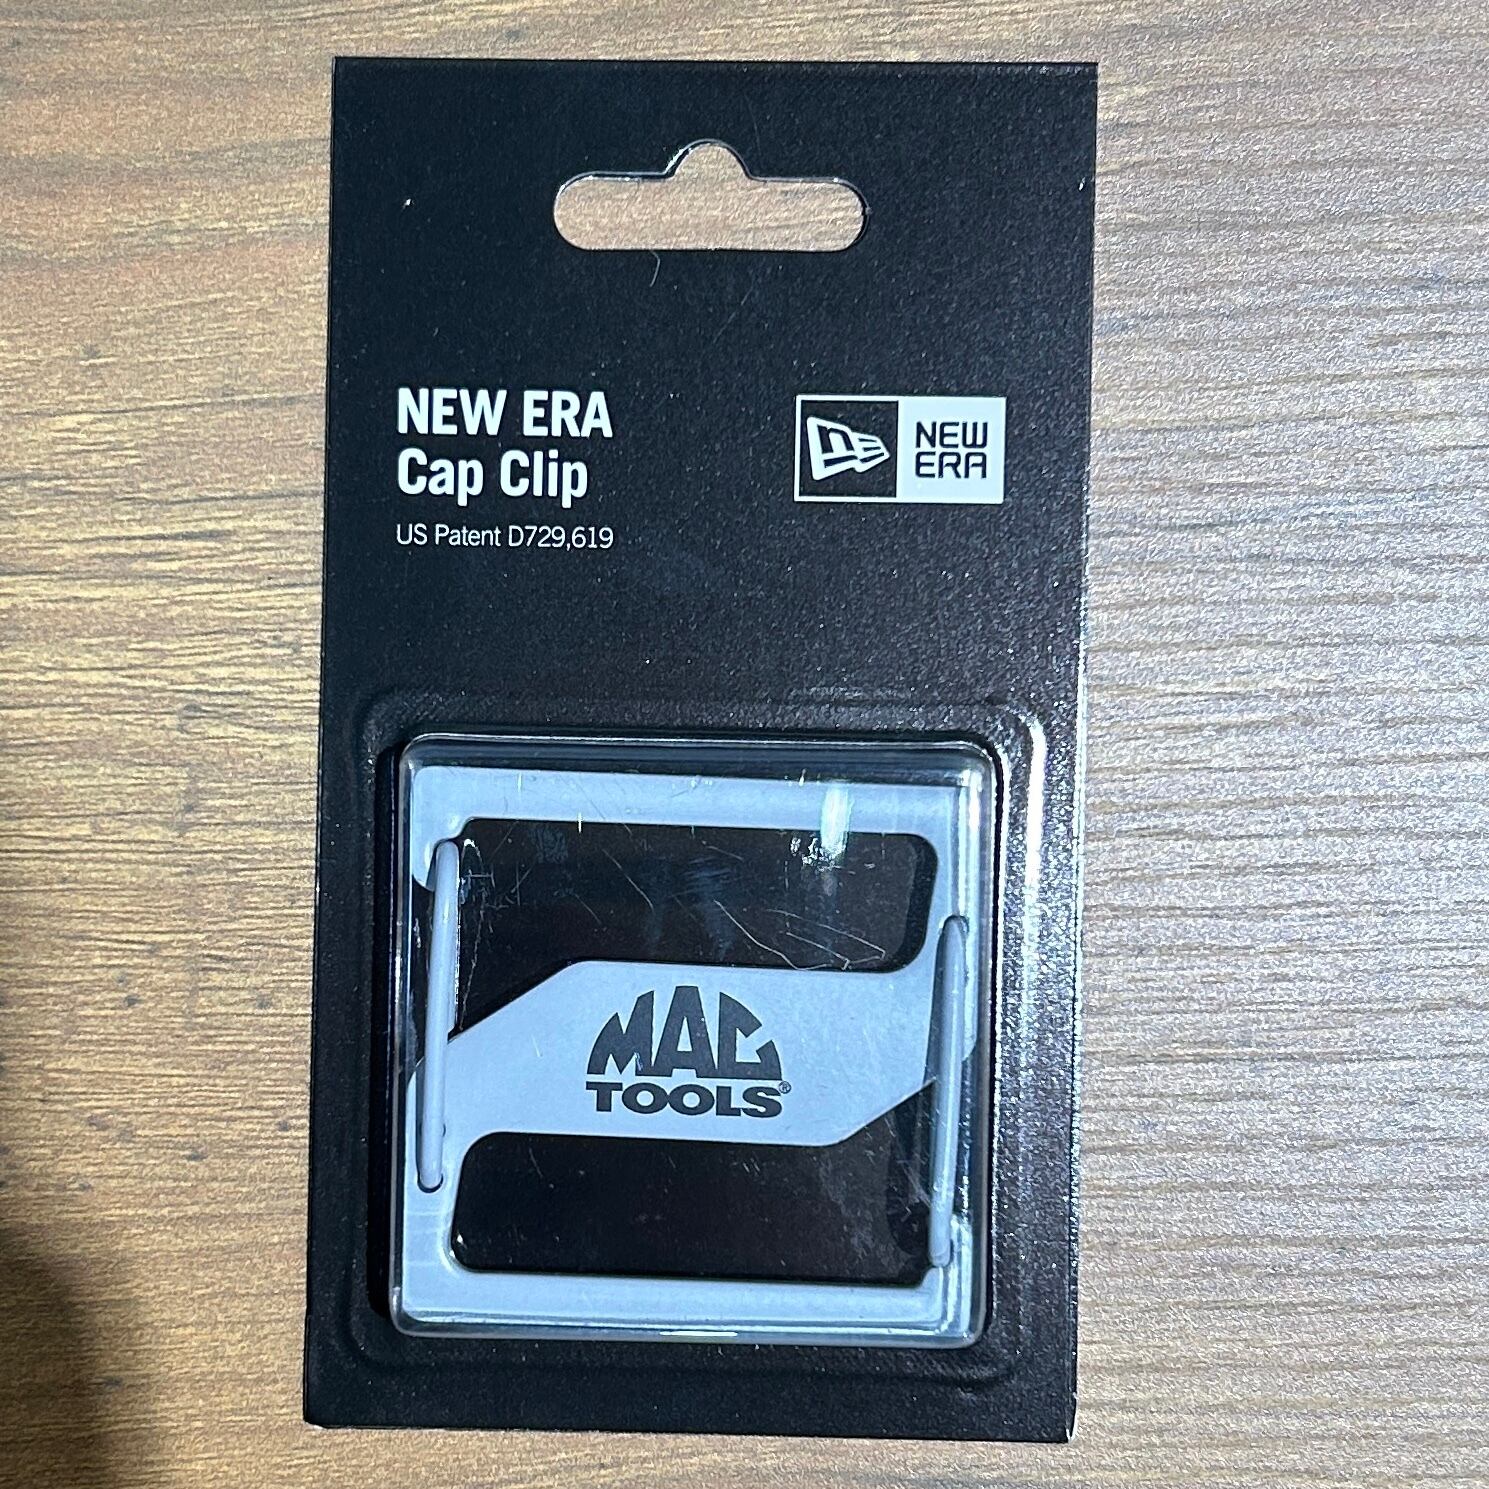 NEW ERA
Cap Clip
US Patent D729,619
NEW
ERA
MAC
TOOLS®